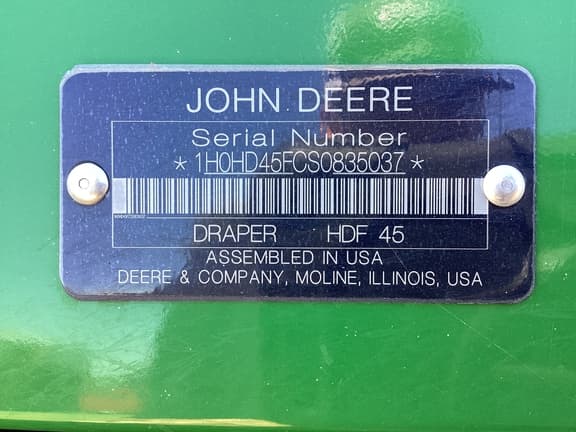 JOHN DEERE
Serial Number
*1H0HD45FCS0835037*
DRAPER HDF 45
ASSEMBLED IN USA
DEERE & COMPANY, MOLINE, ILLINOIS, USA